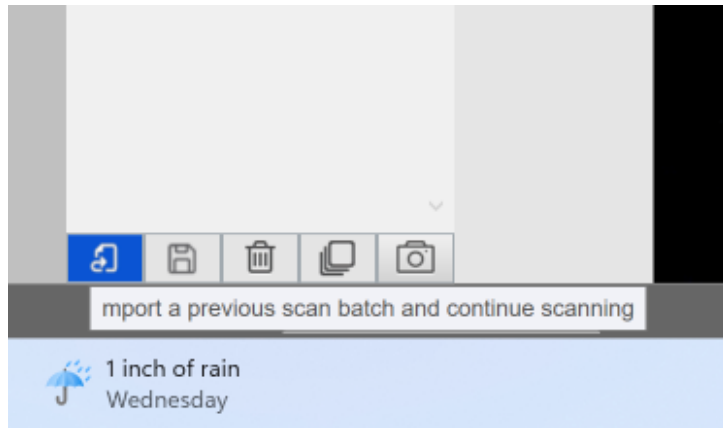 mport a previous scan batch and continue scanning
1 inch of rain
Wednesday